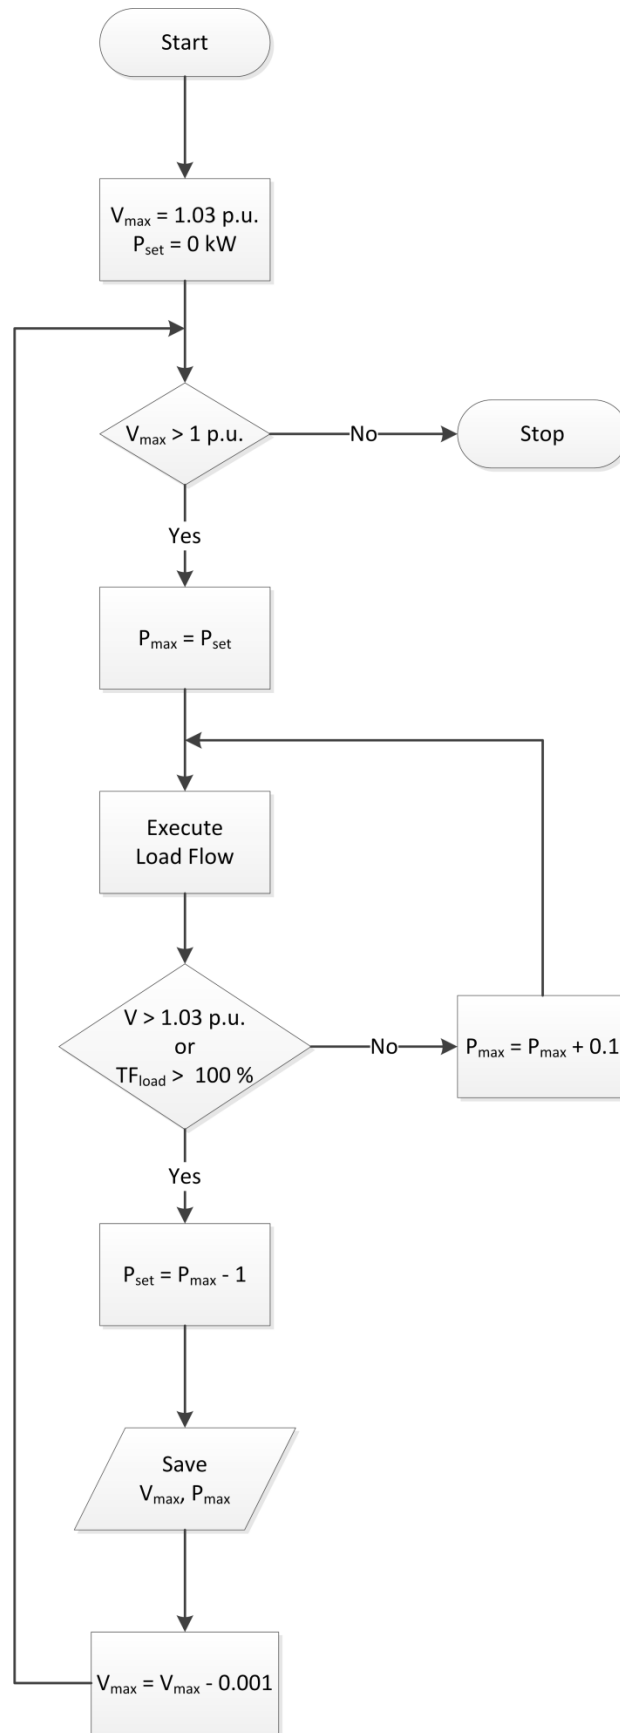 Start
Vmax = 1.03 p.u.
Pset = 0 kW
Vmax > 1 p.u.
No
Stop
Yes
Pmax = Pset
Execute
Load Flow
V > 1.03 p.u.
or
TFload > 100 %
No
Pmax = Pmax + 0.1
Yes
Pset = Pmax - 1
Save
Vmax, Pmax
Vmax = Vmax - 0.001